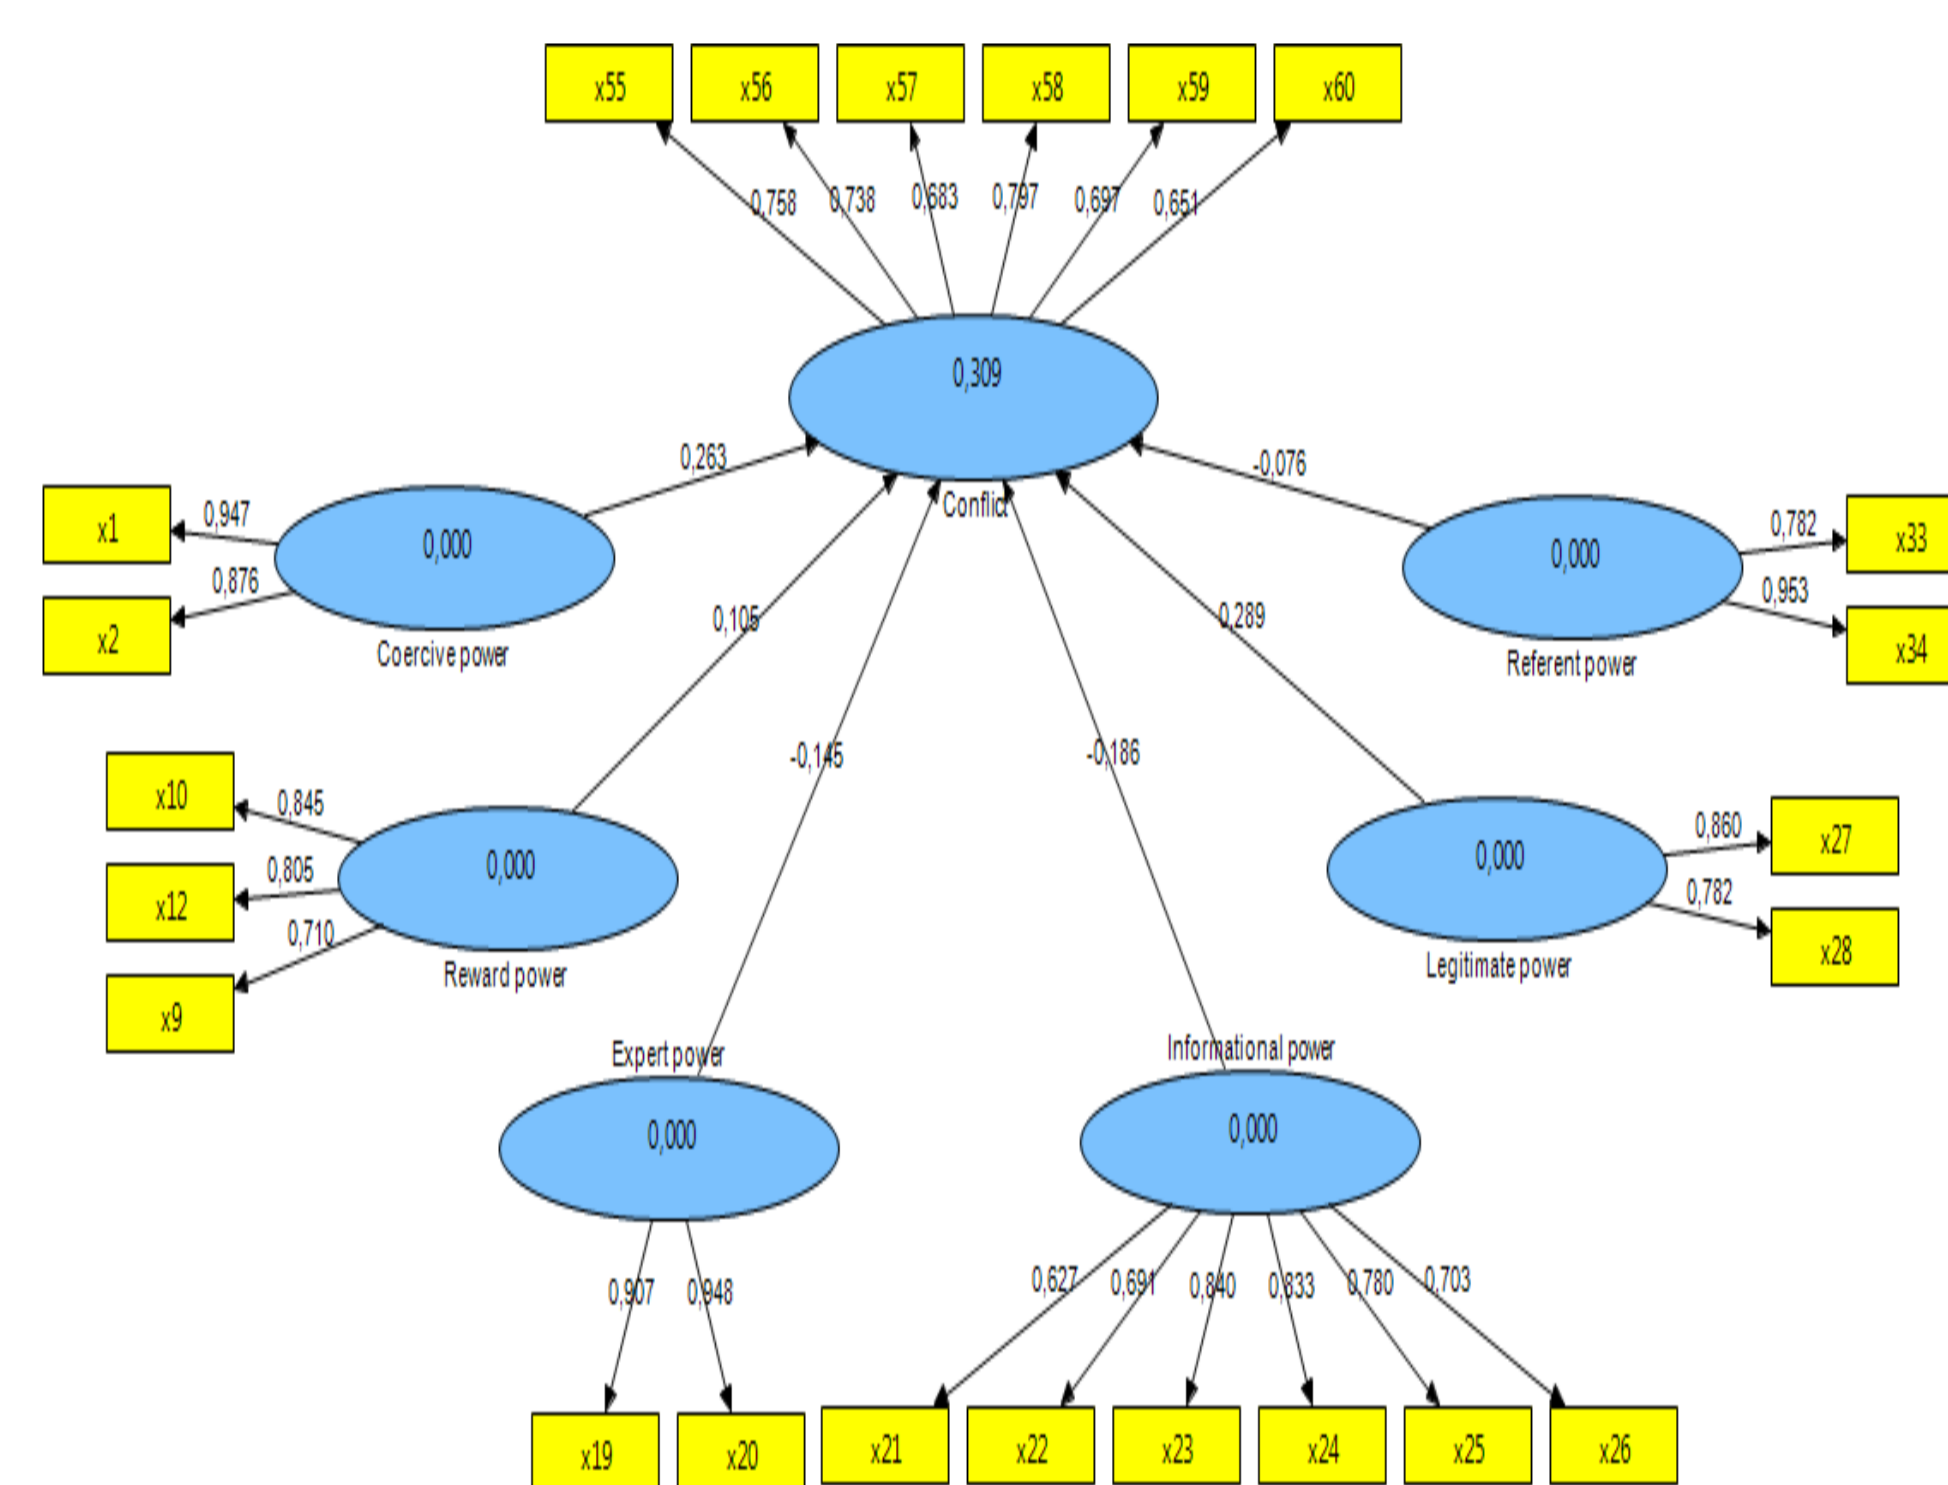 x55 x56 x57 x58 x59 x60
0,758 0,738 0,683 0,797 0,697 0,651
0,309
Conflict
0,263
-0,076
x1
0,947
0,000
0,876
x2
Coercive power
0,000
0,782
x33
0,953
x34
Referent power
0,105
0,289
-0,145
-0,186
x10
0,845
0,805
x12
0,000
0,710
x9
Reward power
0,000
0,860
x27
0,782
x28
Legitimate power
Expert power
0,000
0,907 0,948
x19 x20
Informational power
0,000
0,627 0,691 0,840 0,833 0,780 0,703
x21 x22 x23 x24 x25 x26